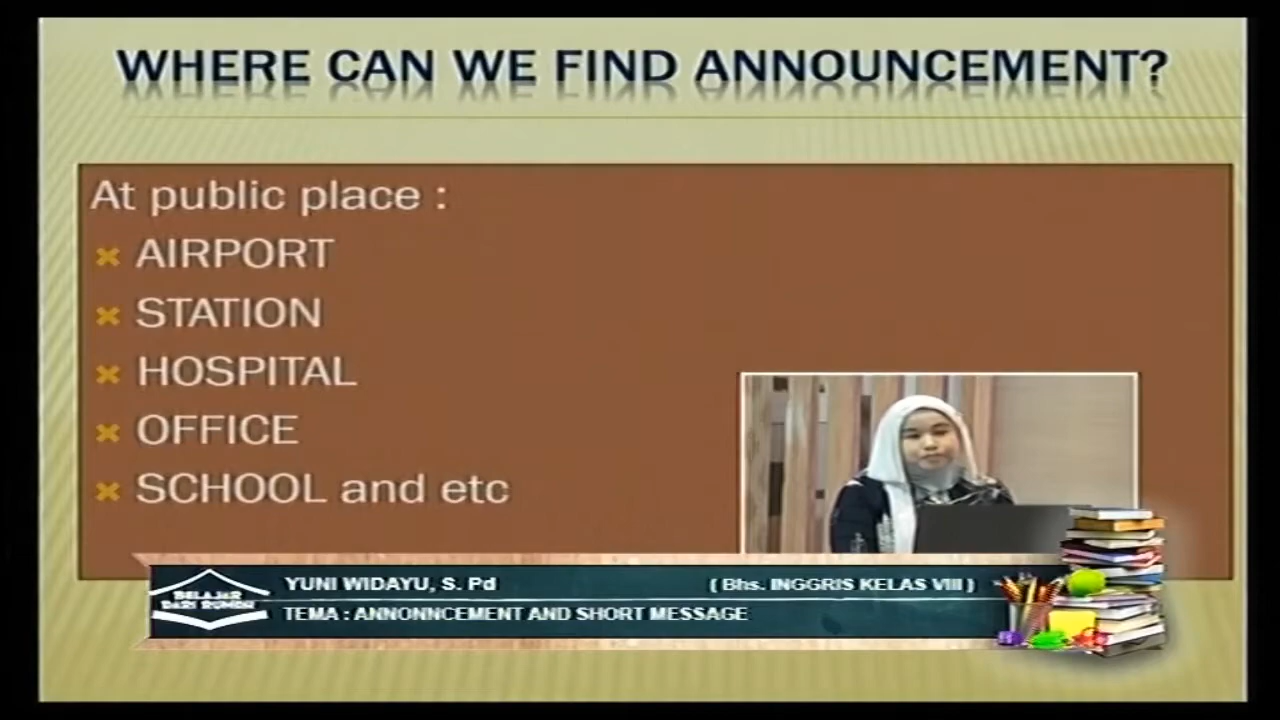 WHERE CAN WE FIND ANNOUNCEMENT?
At public place :
AIRPORT
STATION
HOSPITAL
OFFICE
SCHOOL and etc
BELAJAR
DARI RUMAH
YUNI WIDAYU, S. Pd
( Bhs. INGGRIS KELAS VIII )
TEMA : ANNONNCEMENT AND SHORT MESSAGE